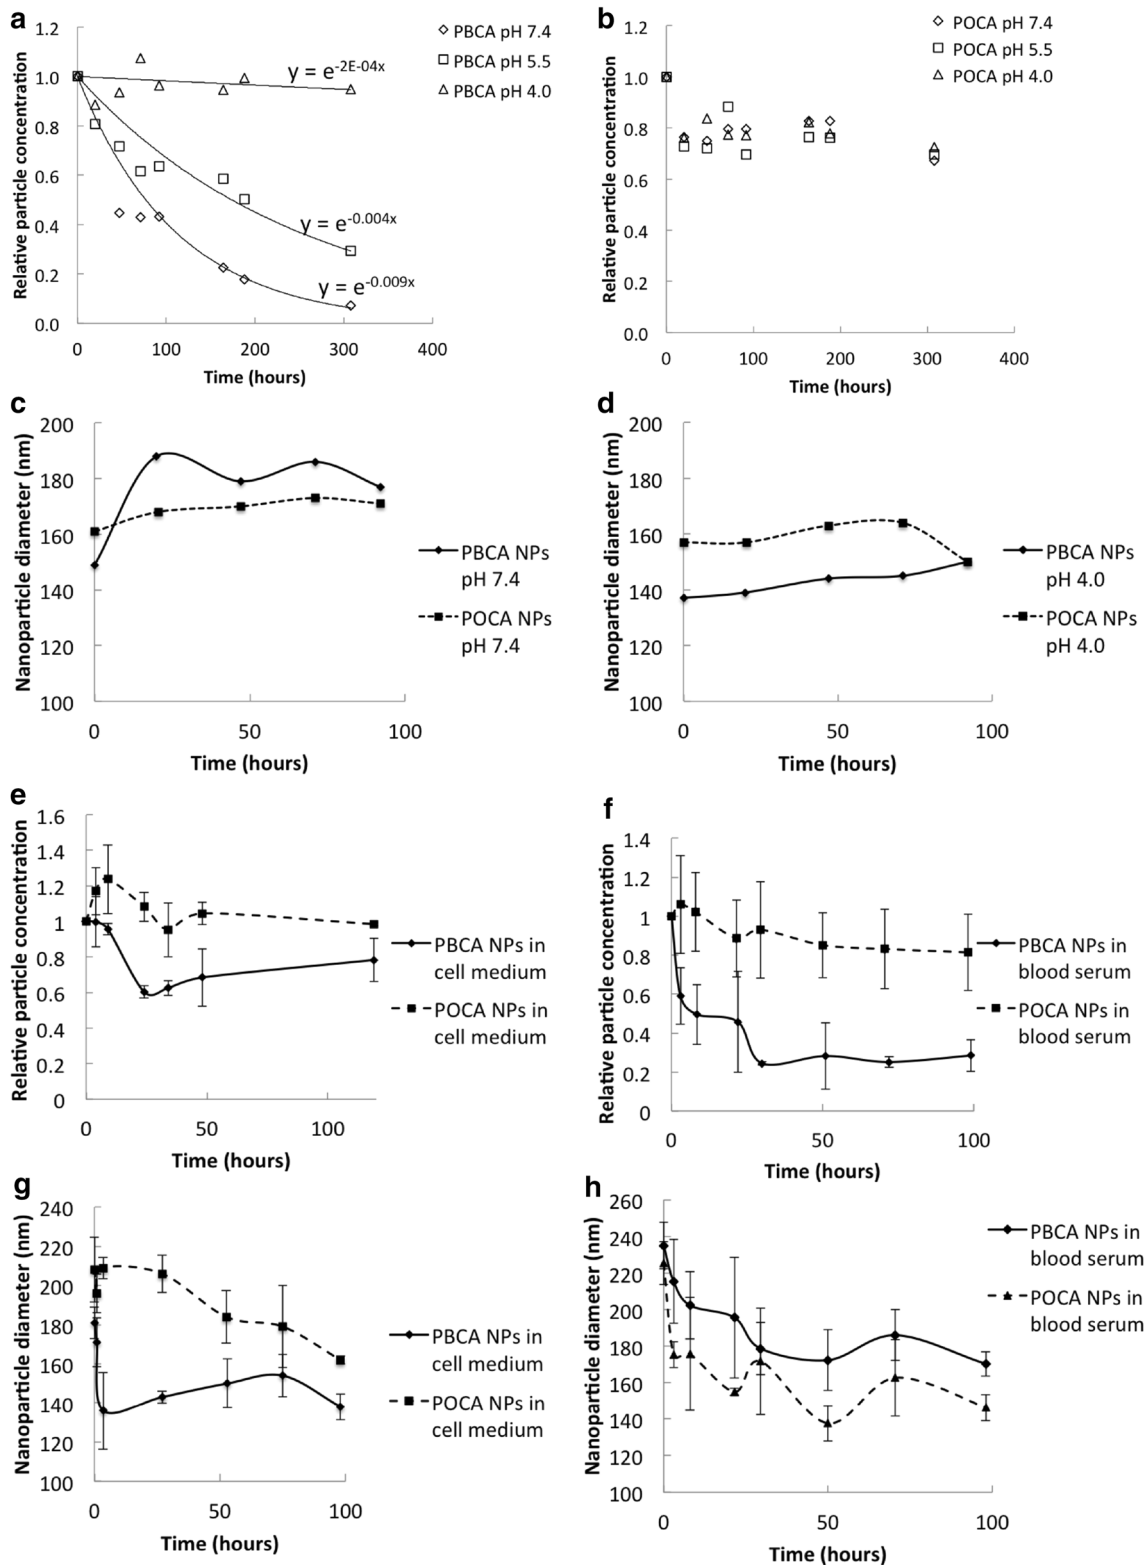 a
1.2
1.0
0.8
0.6
0.4
0.2
0.0
Relative particle concentration
0 100 200 300 400
Time (hours)
PBCA pH 7.4
PBCA pH 5.5
PBCA pH 4.0
y = e^-2E-04x
y = e^-0.004x
y = e^-0.009x
b
1.2
1.0
0.8
0.6
0.4
0.2
0.0
Relative particle concentration
0 100 200 300 400
Time (hours)
POCA pH 7.4
POCA pH 5.5
POCA pH 4.0
c
200
180
160
140
120
100
Nanoparticle diameter (nm)
0 50 100
Time (hours)
PBCA NPs
pH 7.4
POCA NPs
pH 7.4
d
200
180
160
140
120
100
Nanoparticle diameter (nm)
0 50 100
Time (hours)
PBCA NPs
pH 4.0
POCA NPs
pH 4.0
e
1.6
1.4
1.2
1
0.8
0.6
0.4
0.2
0
Relative particle concentration
0 50 100
Time (hours)
PBCA NPs in
cell medium
POCA NPs in
cell medium
f
1.4
1.2
1
0.8
0.6
0.4
0.2
0
Relative particle concentration
0 50 100
Time (hours)
PBCA NPs in
blood serum
POCA NPs in
blood serum
g
240
220
200
180
160
140
120
100
Nanoparticle diameter (nm)
0 50 100
Time (hours)
PBCA NPs in
cell medium
POCA NPs in
cell medium
h
260
240
220
200
180
160
140
120
100
Nanoparticle diameter (nm)
0 50 100
Time (hours)
PBCA NPs in
blood serum
POCA NPs in
blood serum